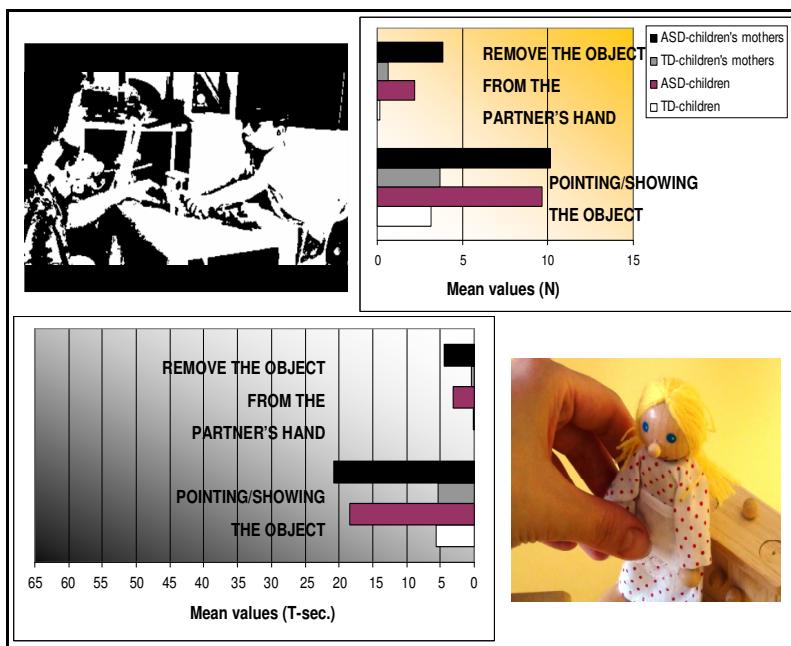 ASD-children's mothers
TD-children's mothers
ASD-children
TD-children
REMOVE THE OBJECT
FROM THE
PARTNER'S HAND
POINTING/SHOWING
THE OBJECT
0 5 10 15
Mean values (N)
REMOVE THE OBJECT
FROM THE
PARTNER'S HAND
POINTING/SHOWING
THE OBJECT
65 60 55 50 45 40 35 30 25 20 15 10 5 0
Mean values (T-sec.)